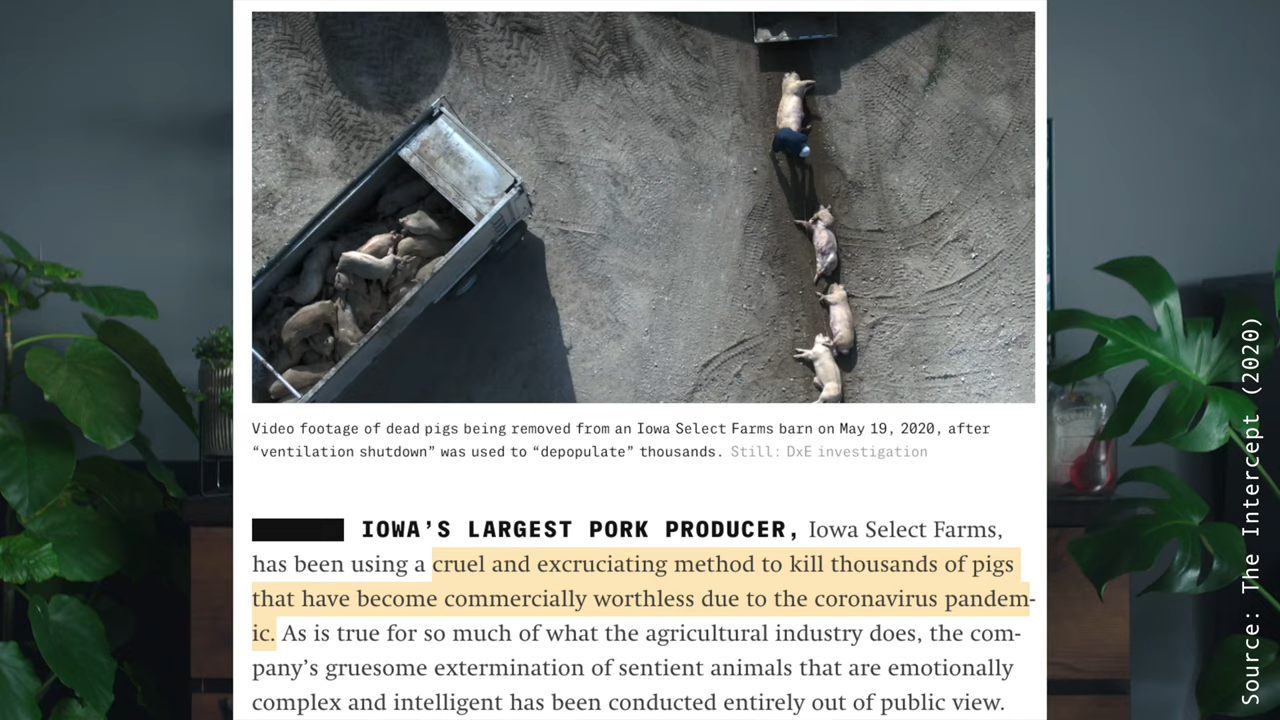 Video footage of dead pigs being removed from an Iowa Select Farms barn on May 19, 2020, after
“ventilation shutdown” was used to “depopulate” thousands. Still: DxE investigation
IOWA’S LARGEST PORK PRODUCER, Iowa Select Farms,
has been using a cruel and excruciating method to kill thousands of pigs
that have become commercially worthless due to the coronavirus pandem-
ic. As is true for so much of what the agricultural industry does, the com-
pany’s gruesome extermination of sentient animals that are emotionally
complex and intelligent has been conducted entirely out of public view.
Source: The Intercept (2020)